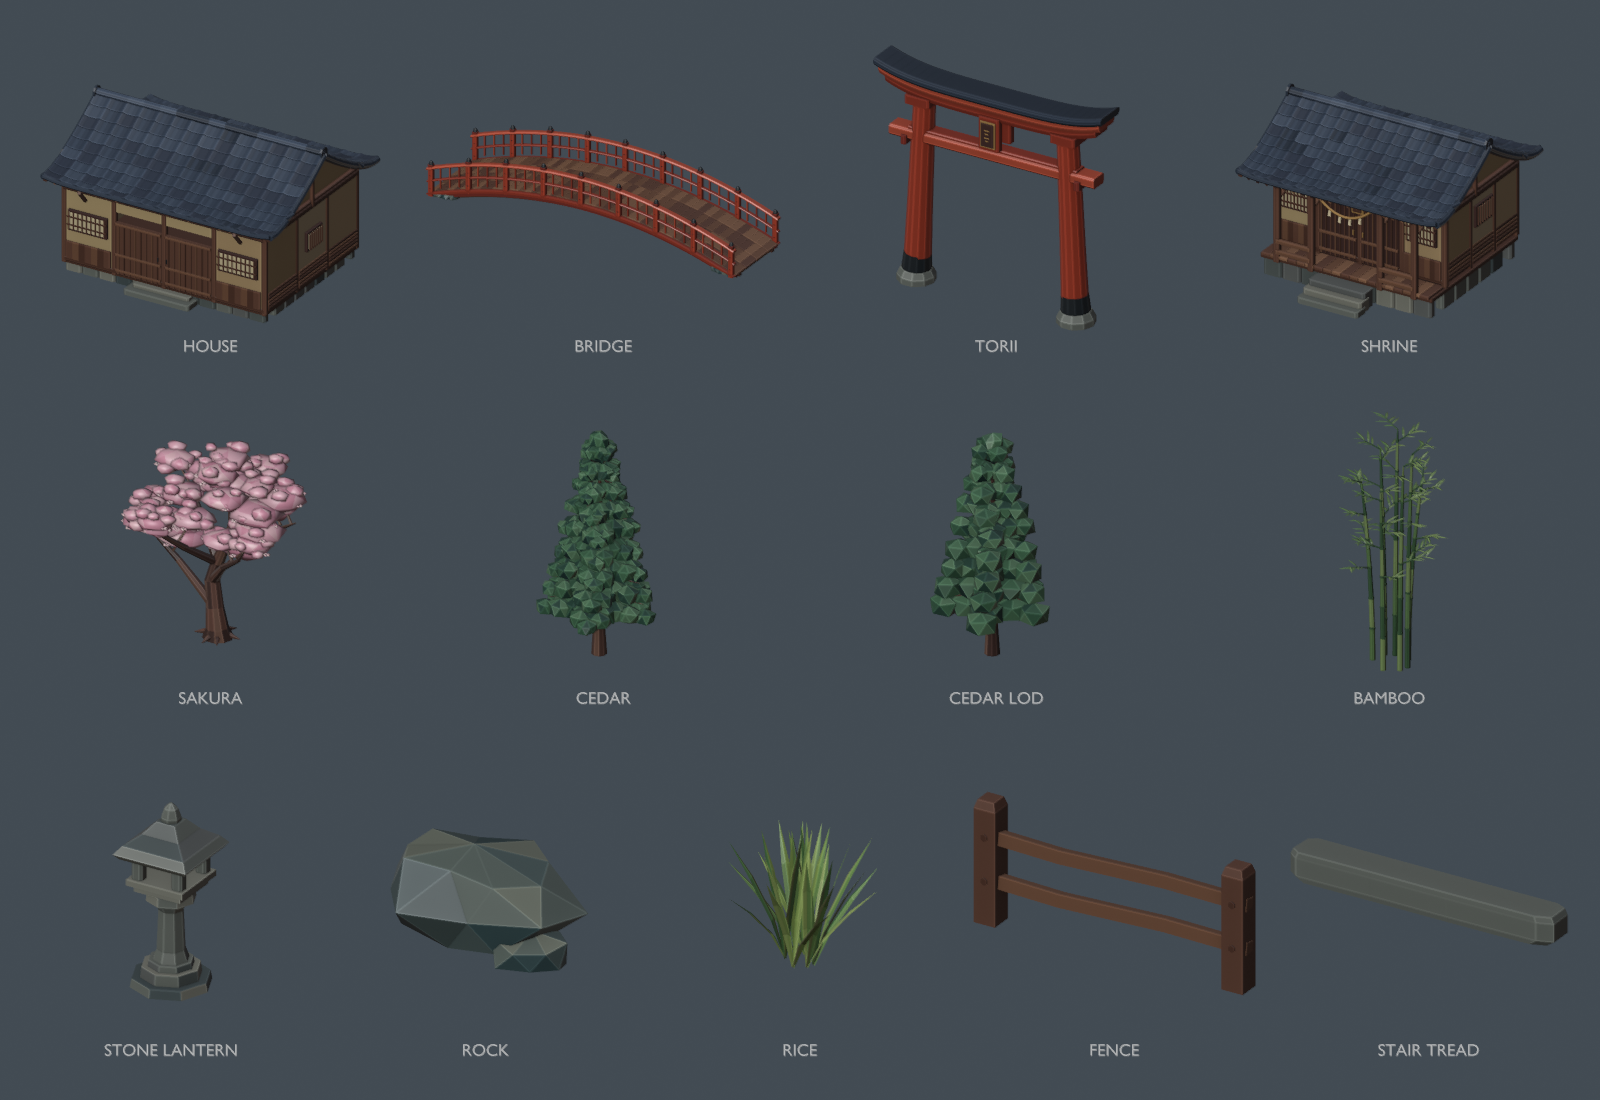 HOUSE
BRIDGE
TORII
SHRINE
SAKURA
CEDAR
CEDAR LOD
BAMBOO
STONE LANTERN
ROCK
RICE
FENCE
STAIR TREAD